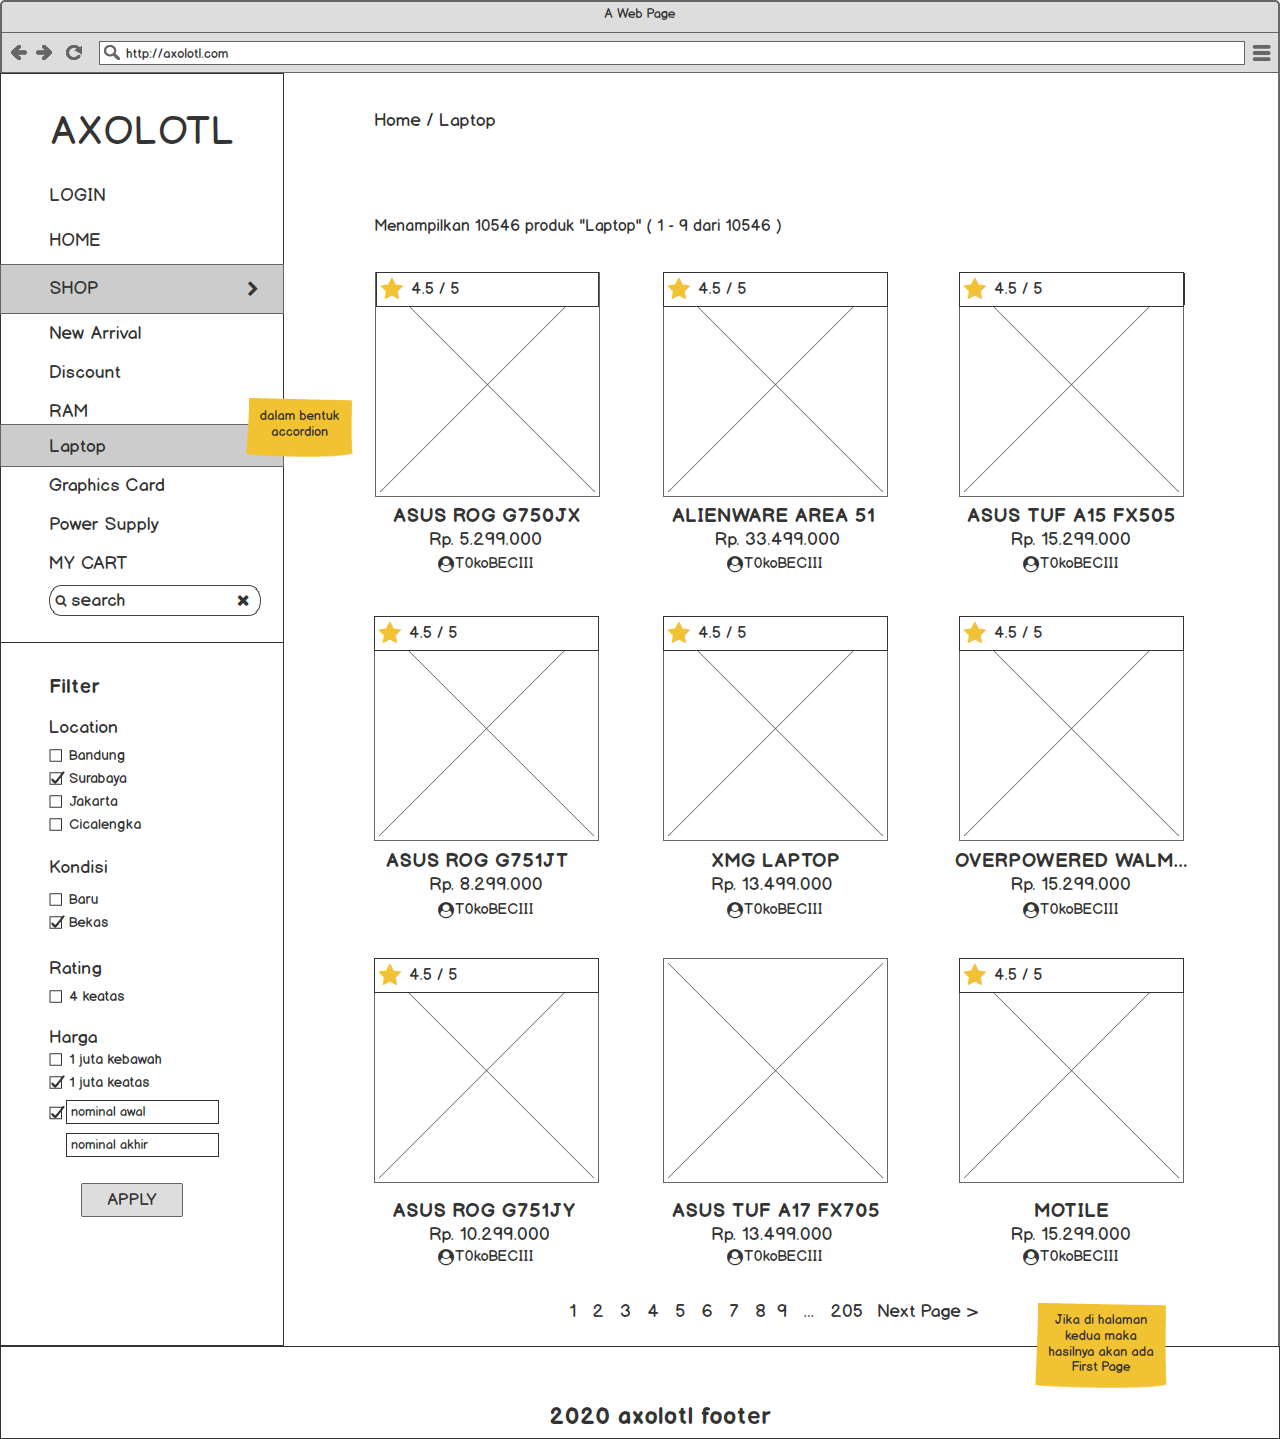 A Web Page
http://axolotl.com
AXOLOTL
LOGIN
HOME
SHOP
New Arrival
Discount
RAM
Laptop
Graphics Card
Power Supply
MY CART
search
dalam bentuk
accordion
Filter
Location
Bandung
Surabaya
Jakarta
Cicalengka
Kondisi
Baru
Bekas
Rating
4 keatas
Harga
1 juta kebawah
1 juta keatas
nominal awal
nominal akhir
APPLY
Home / Laptop
Menampilkan 10546 produk "Laptop" ( 1 - 9 dari 10546 )
4.5 / 5
ASUS ROG G750JX
Rp. 5.299.000
T0koBECIII
4.5 / 5
ALIENWARE AREA 51
Rp. 33.499.000
T0koBECIII
4.5 / 5
ASUS TUF A15 FX505
Rp. 15.299.000
T0koBECIII
4.5 / 5
ASUS ROG G751JT
Rp. 8.299.000
T0koBECIII
4.5 / 5
XMG LAPTOP
Rp. 13.499.000
T0koBECIII
4.5 / 5
OVERPOWERED WALM...
Rp. 15.299.000
T0koBECIII
4.5 / 5
ASUS ROG G751JY
Rp. 10.299.000
T0koBECIII
ASUS TUF A17 FX705
Rp. 13.499.000
T0koBECIII
4.5 / 5
MOTILE
Rp. 15.299.000
T0koBECIII
1 2 3 4 5 6 7 8 9 ... 205 Next Page >
Jika di halaman
kedua maka
hasilnya akan ada
First Page
2020 axolotl footer